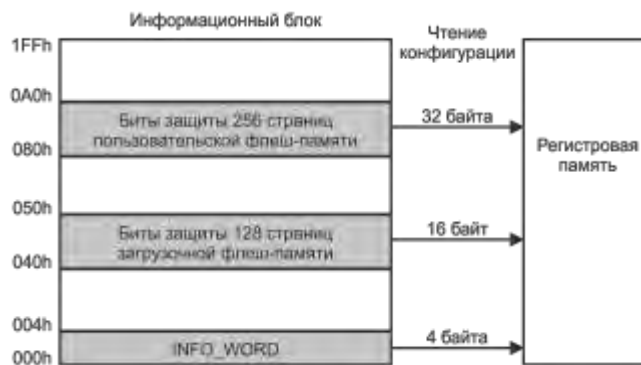 Информационный блок
Чтение
конфигурации
1FFh
0A0h
Биты защиты 256 страниц
пользовательской флеш-памяти
32 байта
080h
Регистровая
память
050h
Биты защиты 128 страниц
загрузочной флеш-памяти
16 байт
040h
004h
INFO_WORD
4 байта
000h